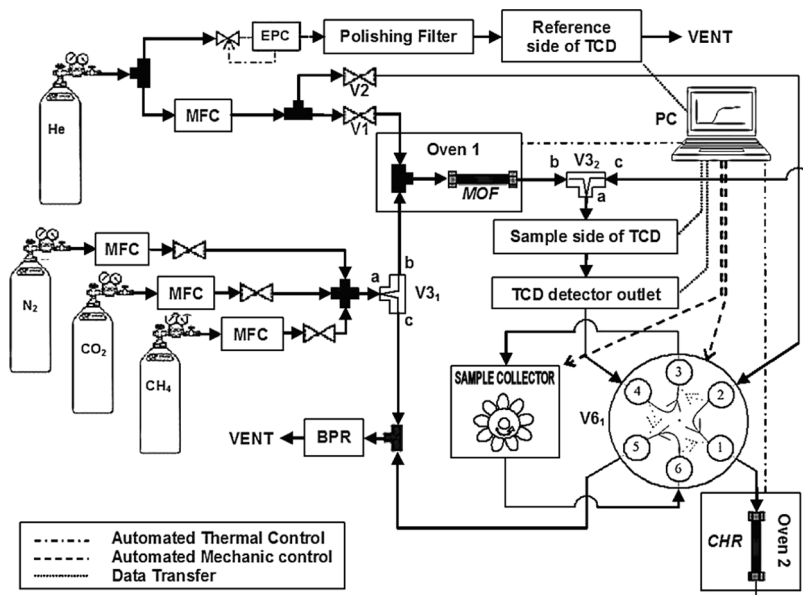 EPC
Polishing Filter
Reference side of TCD
VENT
He
MFC
V2
V1
PC
Oven 1
MOF
b
V3₂
c
a
Sample side of TCD
TCD detector outlet
N₂
MFC
CO₂
MFC
CH₄
MFC
a
b
V3₁
c
SAMPLE COLLECTOR
V6₁
3
4
2
5
1
6
VENT
BPR
CHR
Oven 2
Automated Thermal Control
Automated Mechanic control
Data Transfer